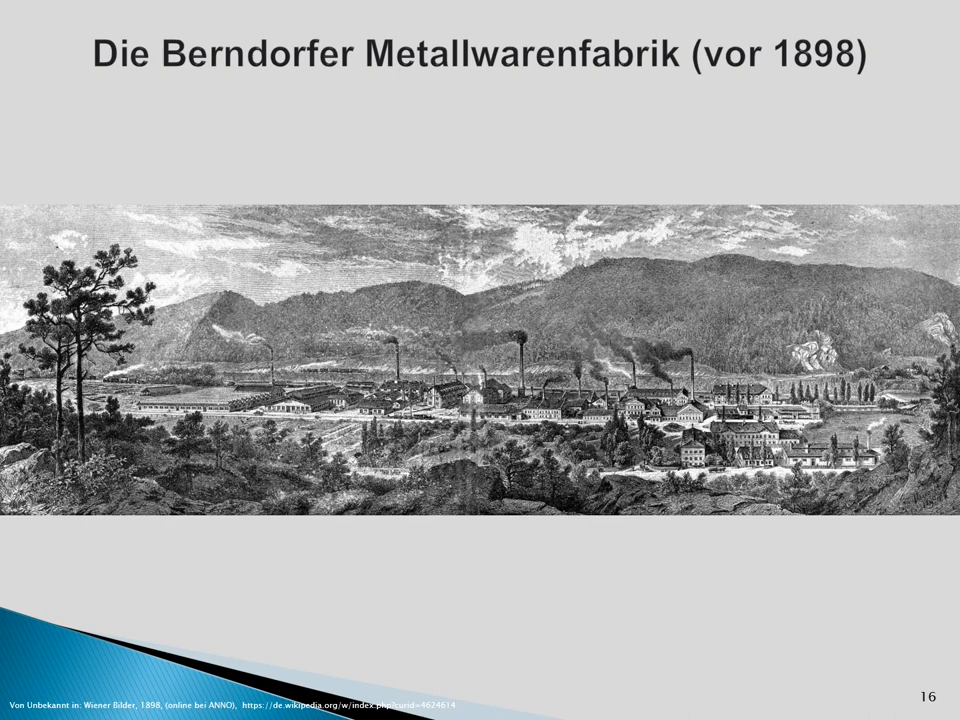 Die Berndorfer Metallwarenfabrik (vor 1898)
Von Unbekannt in: Wiener Bilder, 1898, (online bei ANNO), https://de.wikipedia.org/w/index.php?curid=4624614
16